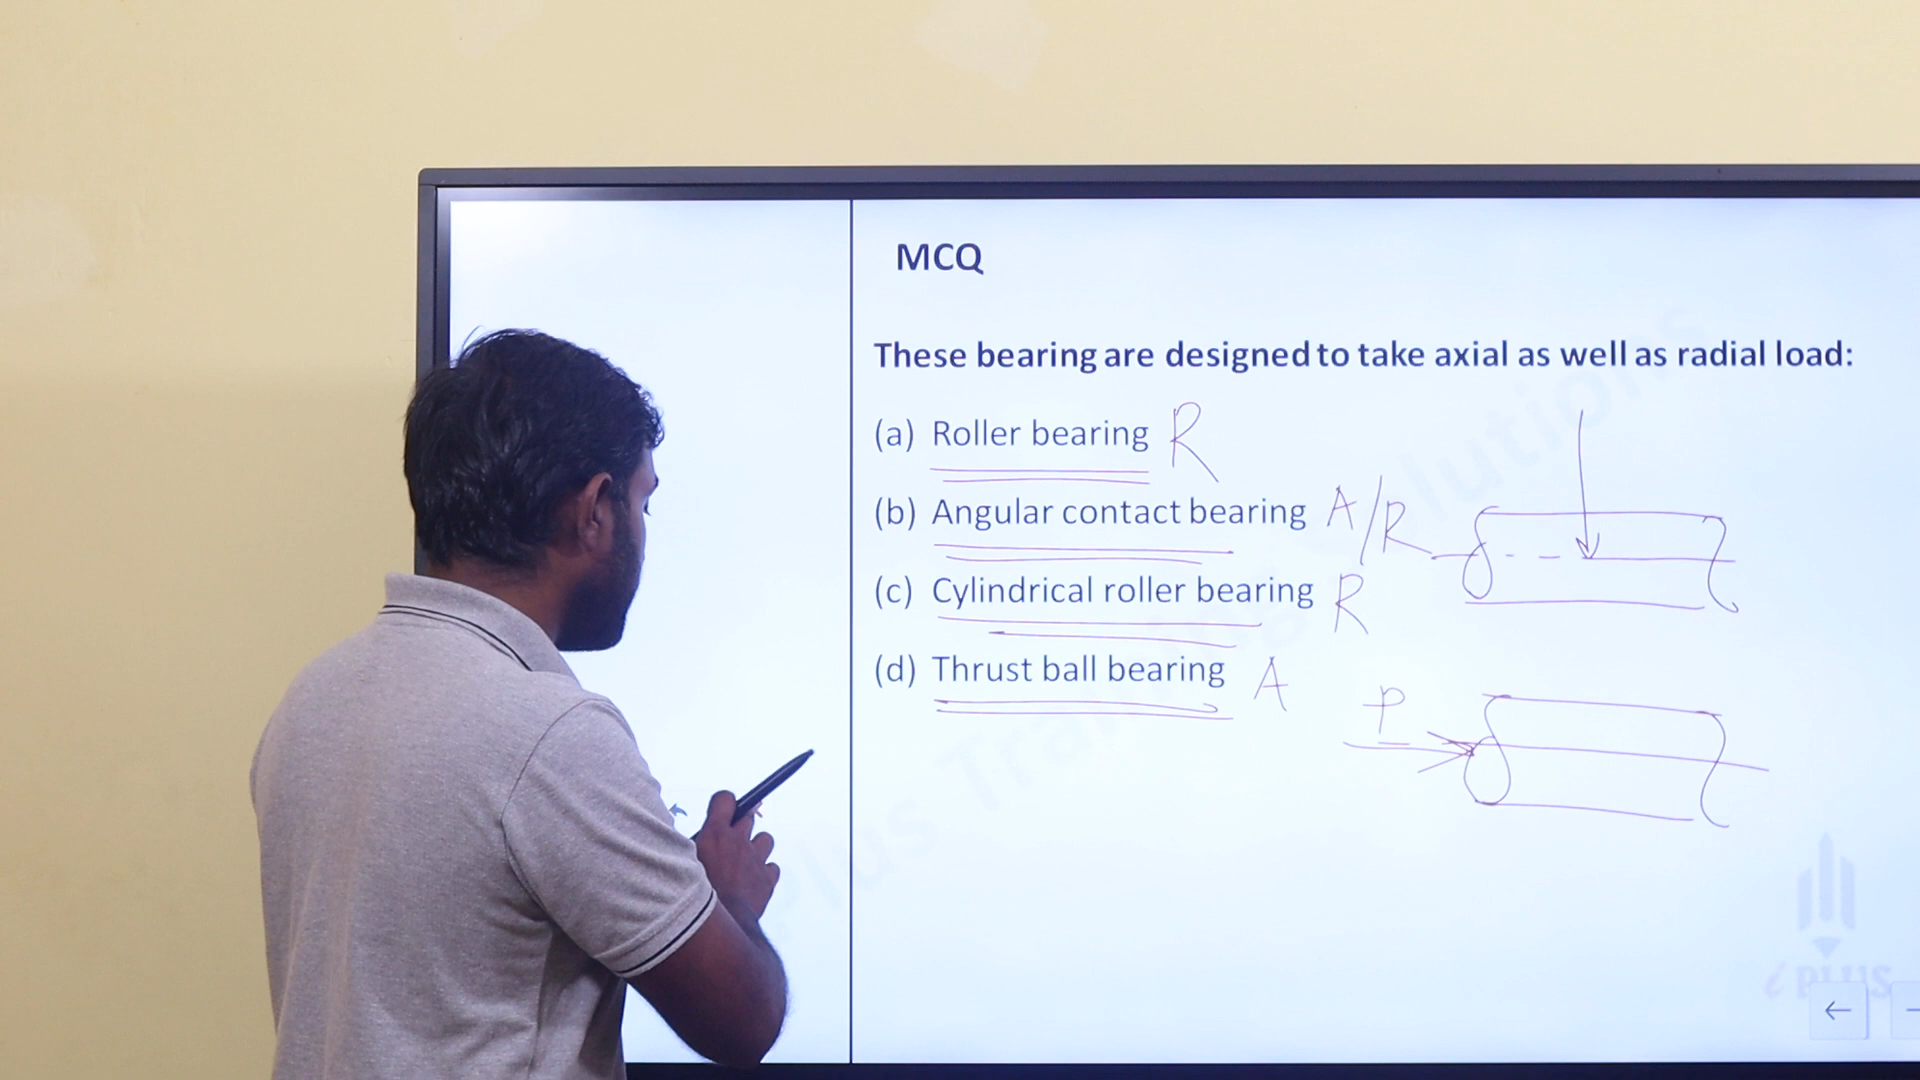 MCQ
These bearing are designed to take axial as well as radial load:
(a) Roller bearing R
(b) Angular contact bearing A/R
(c) Cylindrical roller bearing R
(d) Thrust ball bearing A
P
iPLUS